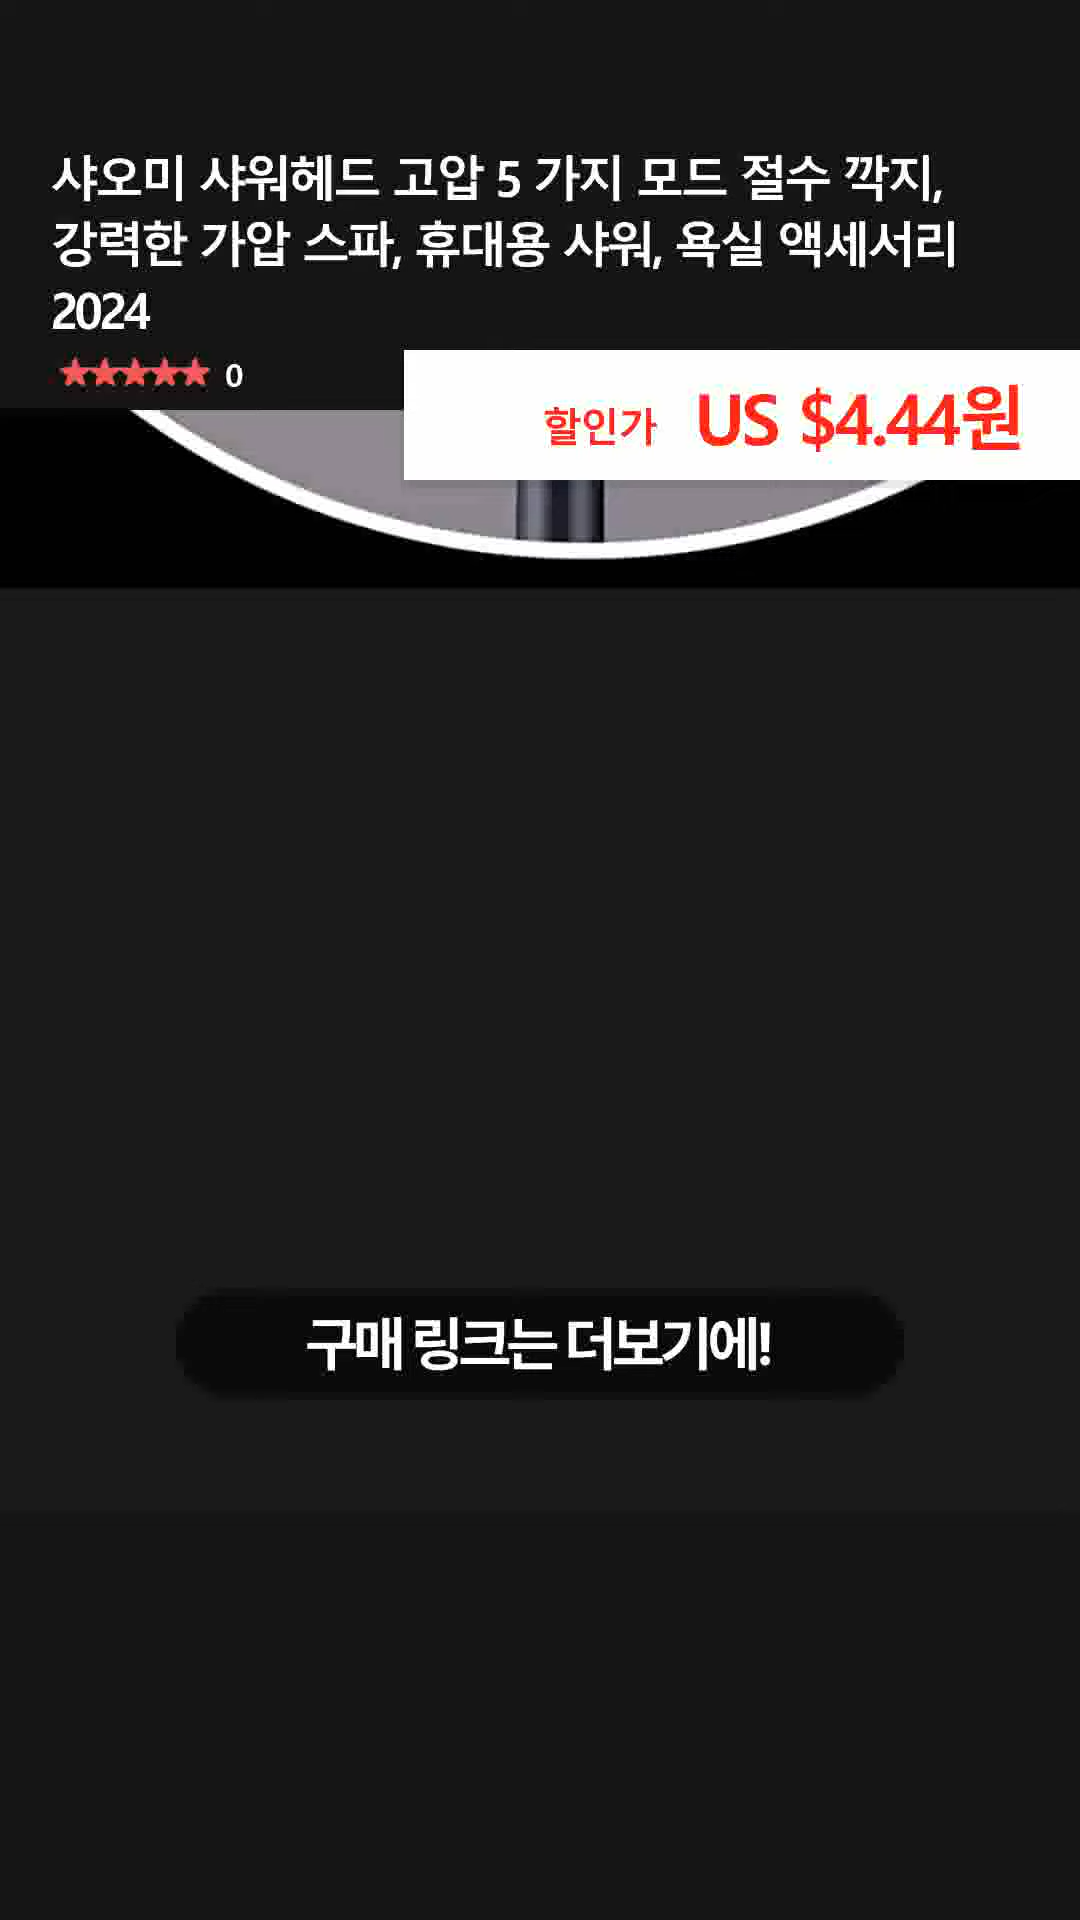 샤오미 샤워헤드 고압 5 가지 모드 절수 깍지,
강력한 가압 스파, 휴대용 샤워, 욕실 액세서리
2024
★★★★★ 0
할인가 US $4.44원
구매 링크는 더보기에!